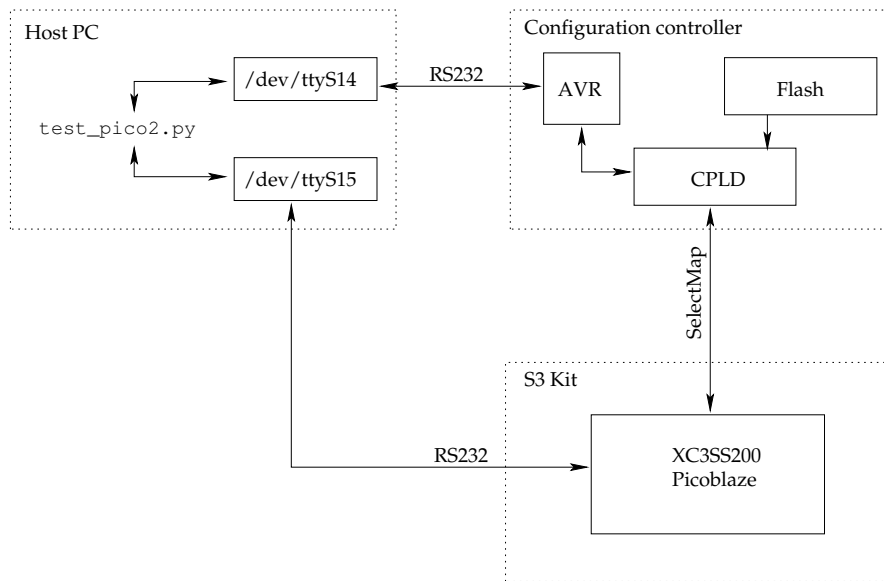 Host PC
/dev/ttyS14
test_pico2.py
/dev/ttyS15
RS232
Configuration controller
AVR
Flash
CPLD
SelectMap
S3 Kit
RS232
XC3SS200
Picoblaze